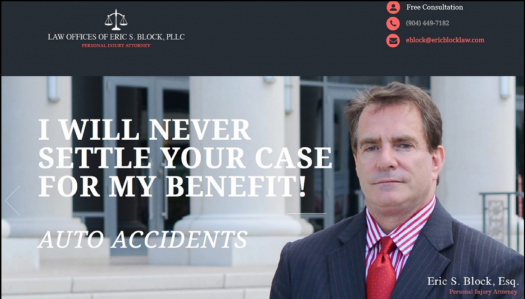 Free Consultation
LAW OFFICES OF ERIC S. BLOCK, PLLC
(904) 449-7182
PERSONAL INJURY ATTORNEY
eblock@ericblocklaw.com
I WILL NEVER
SETTLE YOUR CASE
FOR MY BENEFIT!
AUTO ACCIDENTS
Eric S. Block, Esq.
Personal Injury Attorney